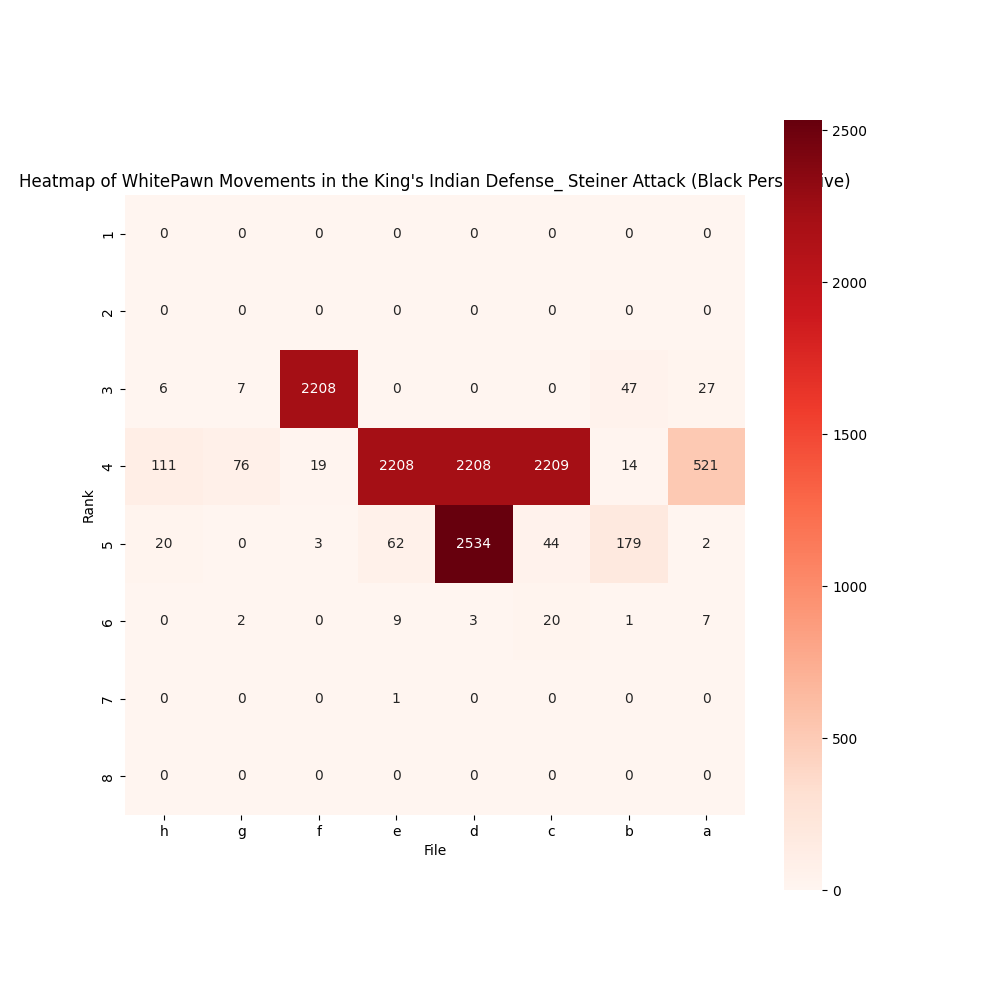 Heatmap of WhitePawn Movements in the King's Indian Defense_ Steiner Attack (Black Pers ive)
2500
2000
1500
1000
500
0
Rank
1 0 0 0 0 0 0 0 0
2 0 0 0 0 0 0 0 0
3 6 7 2208 0 0 0 47 27
4 111 76 19 2208 2208 2209 14 521
5 20 0 3 62 2534 44 179 2
6 0 2 0 9 3 20 1 7
7 0 0 0 1 0 0 0 0
8 0 0 0 0 0 0 0 0
h g f e d c b a
File